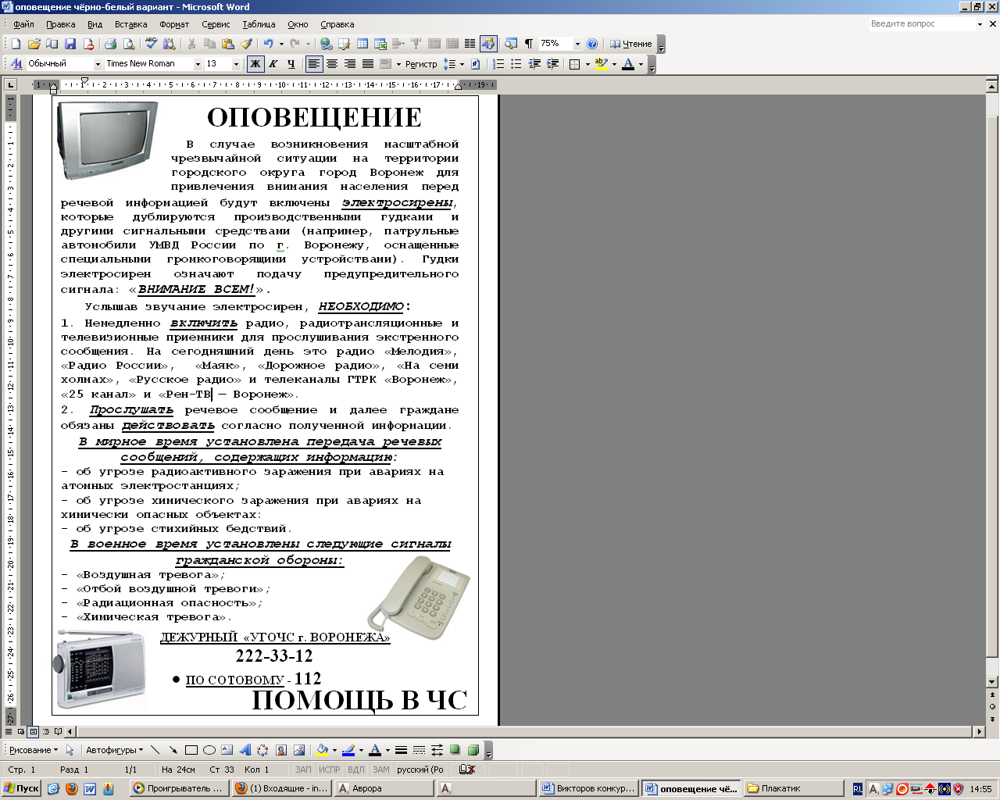 оповещение чёрно-белый вариант - Microsoft Word
Файл Правка Вид Вставка Формат Сервис Таблица Окно Справка
Введите вопрос
75% Чтение
Обычный Times New Roman 13 Ж К Ч Регистр
ОПОВЕЩЕНИЕ
В случае возникновения масштабной
чрезвычайной ситуации на территории
городского округа город Воронеж для
привлечения внимания населения перед
речевой информацией будут включены электросирены,
которые дублируются производственными гудками и
другими сигнальными средствами (например, патрульные
автомобили УМВД России по г. Воронежу, оснащённые
специальными громкоговорящими устройствами). Гудки
электросирен означают подачу предупредительного
сигнала: «ВНИМАНИЕ ВСЕМ!».
Услышав звучание электросирен, НЕОБХОДИМО:
1. Немедленно включить радио, радиотрансляционные и
телевизионные приёмники для прослушивания экстренного
сообщения. На сегодняшний день это радио «Мелодия»,
«Радио России», «Маяк», «Дорожное радио», «На семи
холмах», «Русское радио» и телеканалы ГТРК «Воронеж»,
«25 канал» и «Рен-ТВ — Воронеж».
2. Прослушать речевое сообщение и далее граждане
обязаны действовать согласно полученной информации.
В мирное время установлена передача речевых
сообщений, содержащих информацию:
- об угрозе радиоактивного заражения при авариях на
атомных электростанциях;
- об угрозе химического заражения при авариях на
химически опасных объектах:
- об угрозе стихийных бедствий.
В военное время установлены следующие сигналы
гражданской обороны:
- «Воздушная тревога»;
- «Отбой воздушной тревоги»;
- «Радиационная опасность»;
- «Химическая тревога».
ДЕЖУРНЫЙ «УГОЧС г. ВОРОНЕЖА»
222-33-12
● ПО СОТОВОМУ - 112
ПОМОЩЬ В ЧС
Рисование Автофигуры
Стр. 1 Разд 1 1/1 На 24см Ст 33 Кол 1 ЗАП ИСПР ВДЛ ЗАМ русский (Ро
Пуск Проигрыватель ... (1) Входящие - in... Аврора Викторов конкур... оповещение чё... Плакатик RU 14:55